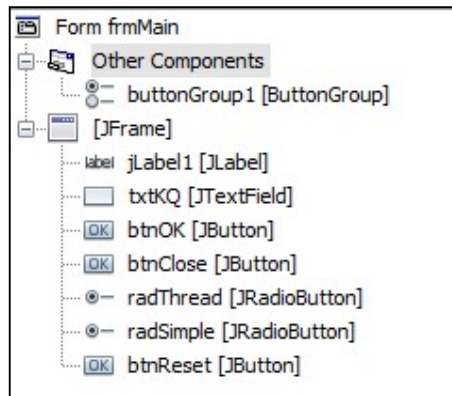 Form frmMain
Other Components
buttonGroup1 [ButtonGroup]
[JFrame]
label jLabel1 [JLabel]
txtKQ [JTextField]
OK btnOK [JButton]
OK btnClose [JButton]
radThread [JRadioButton]
radSimple [JRadioButton]
OK btnReset [JButton]